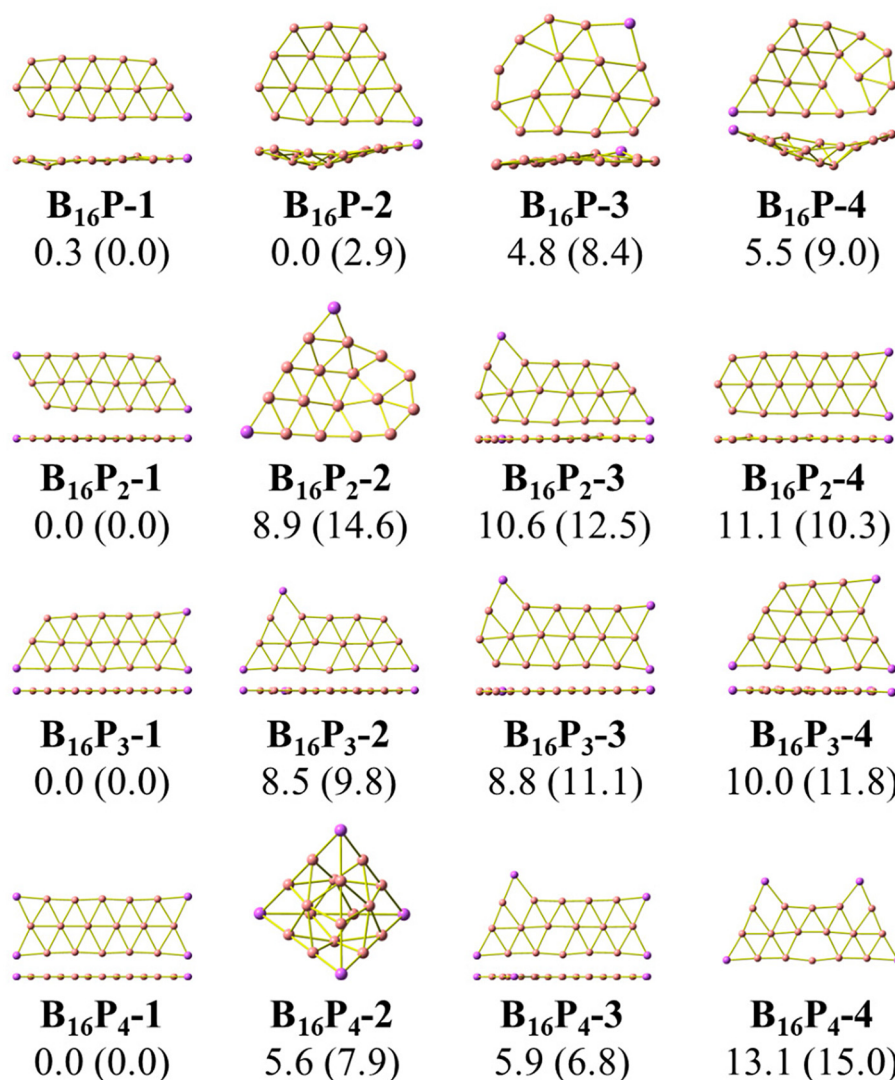 B₁₆P-1 B₁₆P-2 B₁₆P-3 B₁₆P-4
0.3 (0.0) 0.0 (2.9) 4.8 (8.4) 5.5 (9.0)
B₁₆P₂-1 B₁₆P₂-2 B₁₆P₂-3 B₁₆P₂-4
0.0 (0.0) 8.9 (14.6) 10.6 (12.5) 11.1 (10.3)
B₁₆P₃-1 B₁₆P₃-2 B₁₆P₃-3 B₁₆P₃-4
0.0 (0.0) 8.5 (9.8) 8.8 (11.1) 10.0 (11.8)
B₁₆P₄-1 B₁₆P₄-2 B₁₆P₄-3 B₁₆P₄-4
0.0 (0.0) 5.6 (7.9) 5.9 (6.8) 13.1 (15.0)